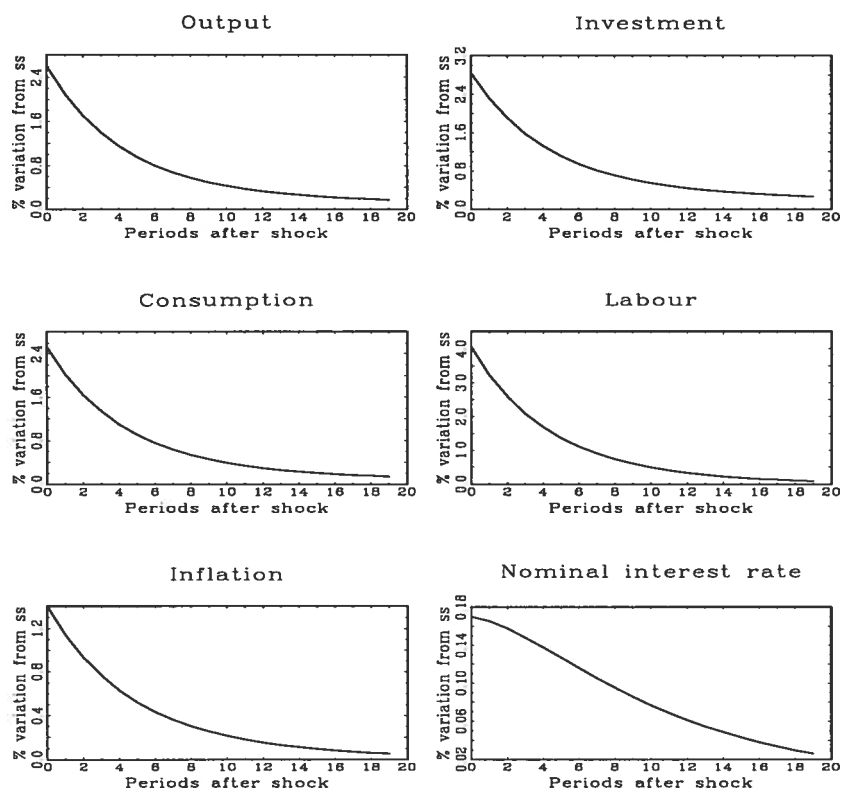 Output
% variation from ss
0.0 0.8 1.6 2.4
0 2 4 6 8 10 12 14 16 18 20
Periods after shock
Investment
% variation from ss
0.0 0.8 1.6 2.4 3.2
0 2 4 6 8 10 12 14 16 18 20
Periods after shock
Consumption
% variation from ss
0.0 0.8 1.6 2.4
0 2 4 6 8 10 12 14 16 18 20
Periods after shock
Labour
% variation from ss
0.0 1.0 2.0 3.0 4.0
0 2 4 6 8 10 12 14 16 18 20
Periods after shock
Inflation
% variation from ss
0.0 0.4 0.8 1.2
0 2 4 6 8 10 12 14 16 18 20
Periods after shock
Nominal interest rate
% variation from ss
0.02 0.06 0.10 0.14 0.18
0 2 4 6 8 10 12 14 16 18 20
Periods after shock